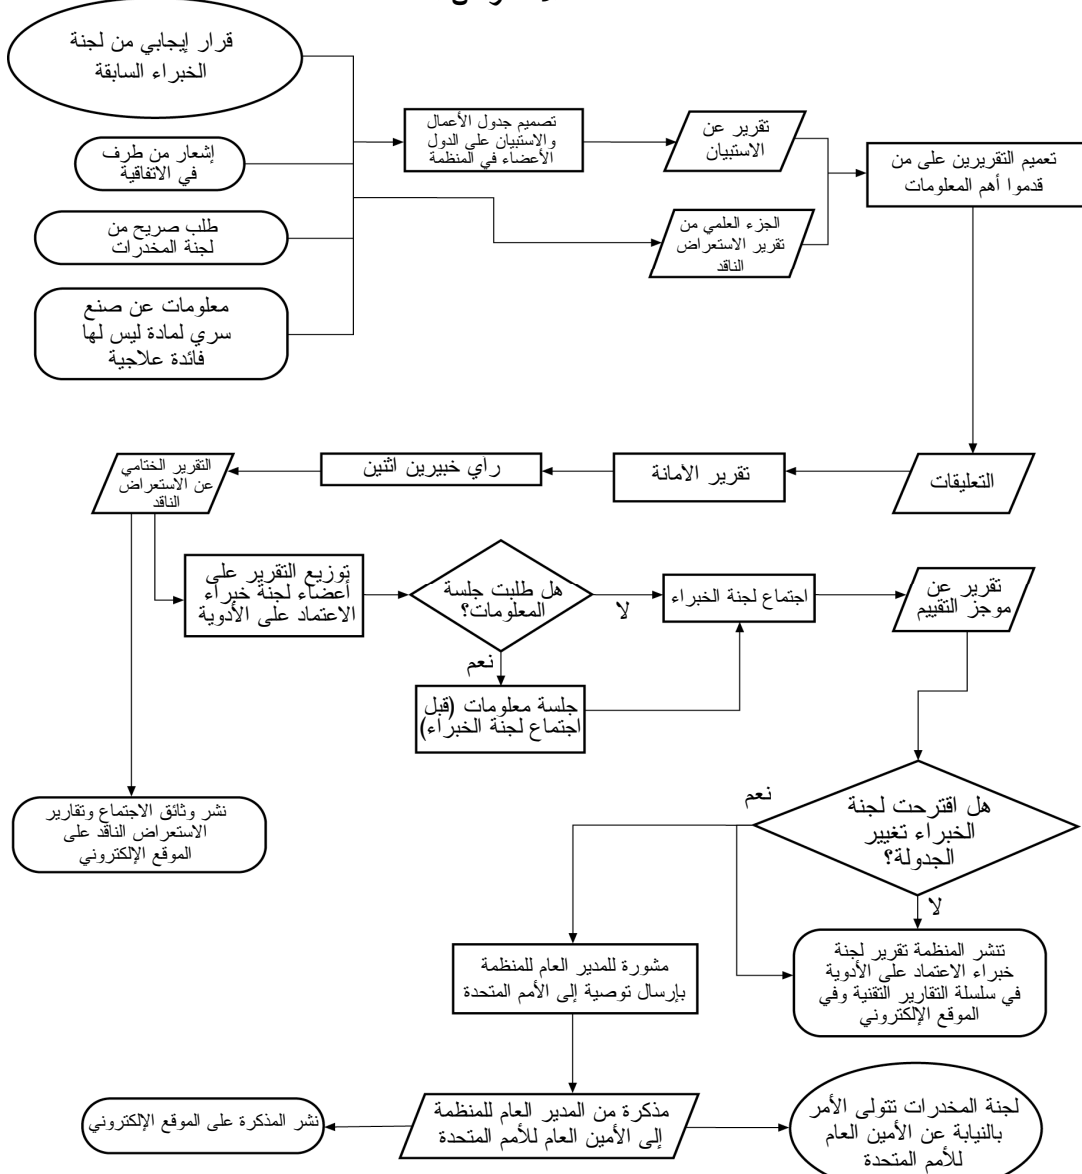 قرار إيجابي من لجنة
الخبراء السابقة
إشعار من طرف
في الاتفاقية
طلب صريح من
لجنة المخدرات
معلومات عن صنع
سري لمادة ليس لها
فائدة علاجية
تصميم جدول الأعمال
والاستبيان على الدول
الأعضاء في المنظمة
تقرير عن
الاستبيان
الجزء العلمي من
تقرير الاستعراض
الناقد
تعميم التقريرين على من
قدموا أهم المعلومات
التعليقات
تقرير الأمانة
رأي خبيرين اثنين
التقرير الختامي
عن الاستعراض
الناقد
توزيع التقرير على
أعضاء لجنة خبراء
الاعتماد على الأدوية
هل طلبت جلسة
المعلومات؟
لا
نعم
جلسة معلومات (قبل
اجتماع لجنة الخبراء)
اجتماع لجنة الخبراء
تقرير عن
موجز التقييم
نشر وثائق الاجتماع وتقارير
الاستعراض الناقد على
الموقع الإلكتروني
هل اقترحت لجنة
الخبراء تغيير
الجدولة؟
نعم
لا
تنشر المنظمة تقرير لجنة
خبراء الاعتماد على الأدوية
في سلسلة التقارير التقنية وفي
الموقع الإلكتروني
مشورة للمدير العام للمنظمة
بإرسال توصية إلى الأمم المتحدة
مذكرة من المدير العام للمنظمة
إلى الأمين العام للأمم المتحدة
نشر المذكرة على الموقع الإلكتروني
لجنة المخدرات تتولى الأمر
بالنيابة عن الأمين العام
للأمم المتحدة